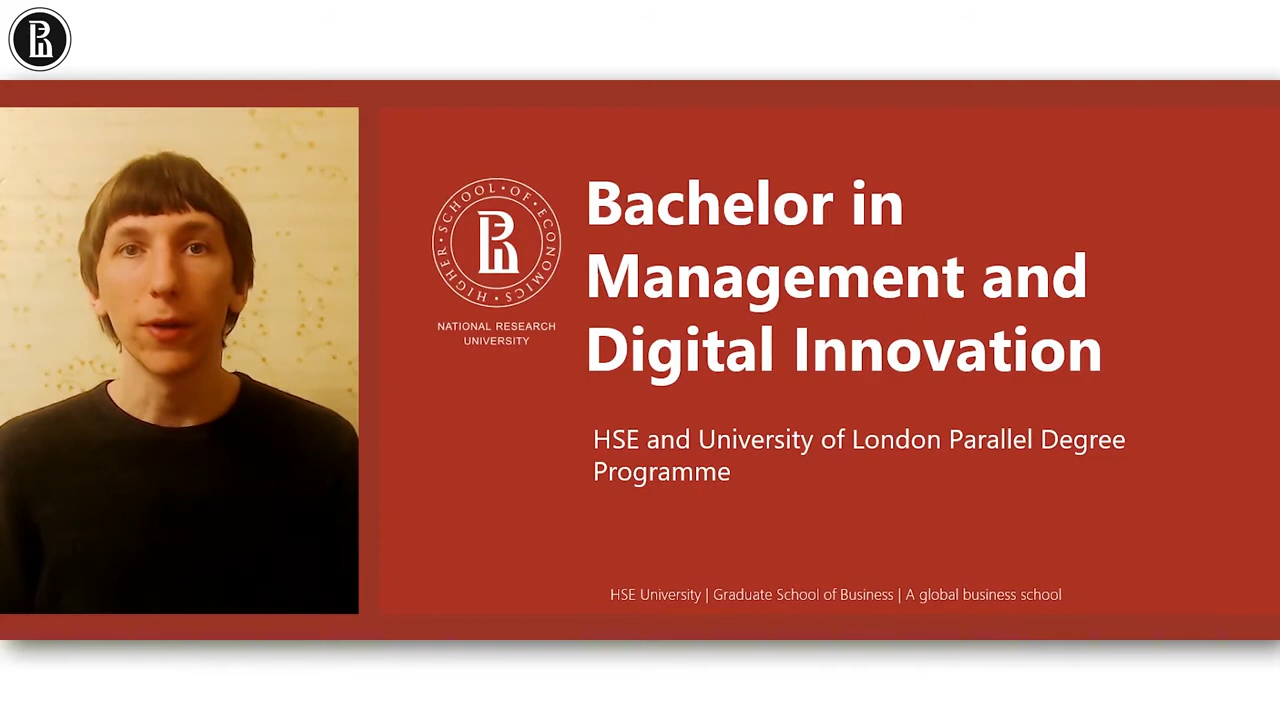 HIGHER • SCHOOL • OF • ECONOMICS •
NATIONAL RESEARCH
UNIVERSITY
Bachelor in
Management and
Digital Innovation
HSE and University of London Parallel Degree
Programme
HSE University | Graduate School of Business | A global business school